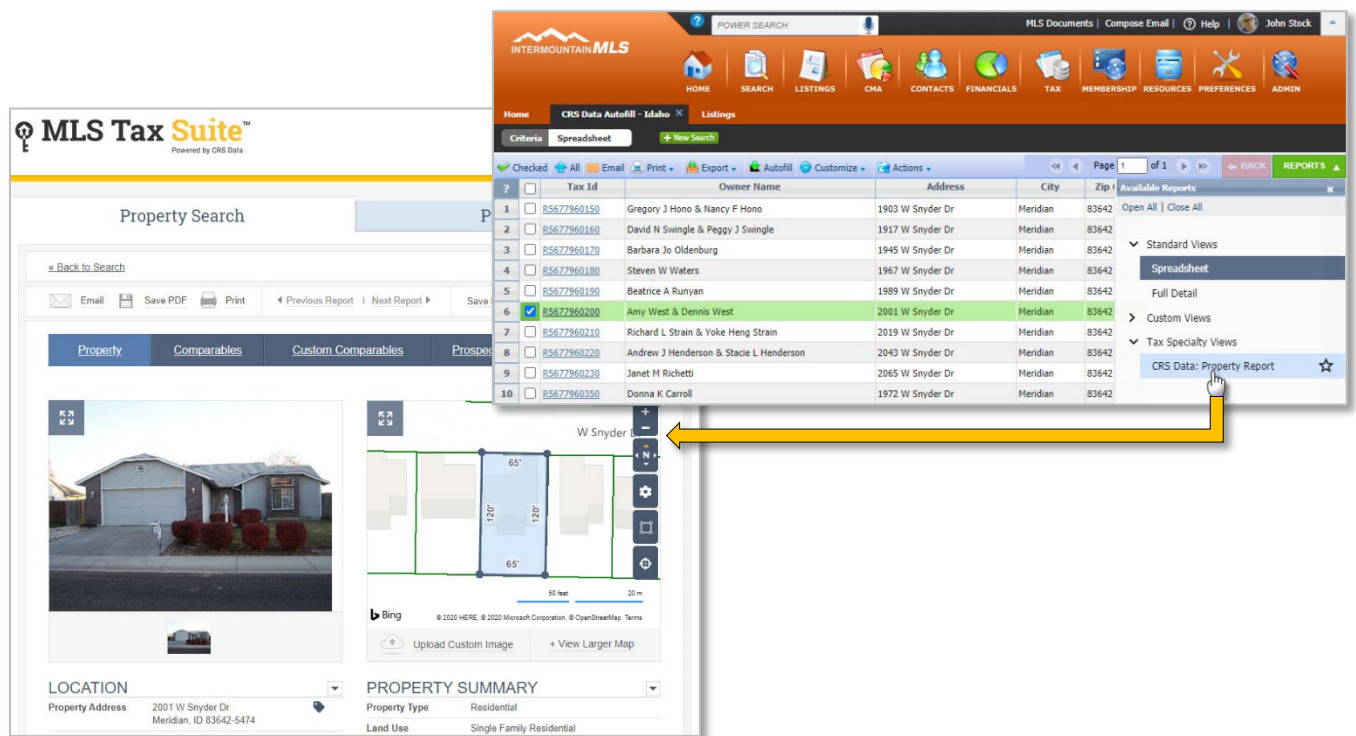 POWER SEARCH
MLS Documents | Compose Email | Help | John Stock
INTERMOUNTAIN MLS
HOME SEARCH LISTINGS CMA CONTACTS FINANCIALS TAX MEMBERSHIP RESOURCES PREFERENCES ADMIN
Home CRS Data Autofill - Idaho Listings
Criteria Spreadsheet + New Search
Checked All Email Print Export Autofill Customize Actions Page 1 of 1 BACK REPORTS
? Tax Id Owner Name Address City Zip
1 R5677960150 Gregory J Hono & Nancy F Hono 1903 W Snyder Dr Meridian 83642
2 R5677960160 David N Swingle & Peggy J Swingle 1917 W Snyder Dr Meridian 83642
3 R5677960170 Barbara Jo Oldenburg 1945 W Snyder Dr Meridian 83642
4 R5677960180 Steven W Waters 1967 W Snyder Dr Meridian 83642
5 R5677960190 Beatrice A Runyan 1989 W Snyder Dr Meridian 83642
6 R5677960200 Amy West & Dennis West 2001 W Snyder Dr Meridian 83642
7 R5677960210 Richard L Strain & Yoke Heng Strain 2019 W Snyder Dr Meridian 83642
8 R5677960220 Andrew J Henderson & Stacie L Henderson 2043 W Snyder Dr Meridian 83642
9 R5677960230 Janet M Richetti 2065 W Snyder Dr Meridian 83642
10 R5677960350 Donna K Carroll 1972 W Snyder Dr Meridian 83642
Available Reports x
Open All | Close All
Standard Views
Spreadsheet
Full Detail
Custom Views
Tax Specialty Views
CRS Data: Property Report
MLS Tax Suite™
Powered by CRS Data
Property Search P
« Back to Search
Email Save PDF Print Previous Report | Next Report Save
Property Comparables Custom Comparables Prospec
W Snyder D
N
65'
120' 120'
65'
50 feet 20 m
Bing © 2020 HERE, © 2020 Microsoft Corporation, © OpenStreetMap Terms
Upload Custom Image + View Larger Map
LOCATION
Property Address 2001 W Snyder Dr
Meridian, ID 83642-5474
PROPERTY SUMMARY
Property Type Residential
Land Use Single Family Residential